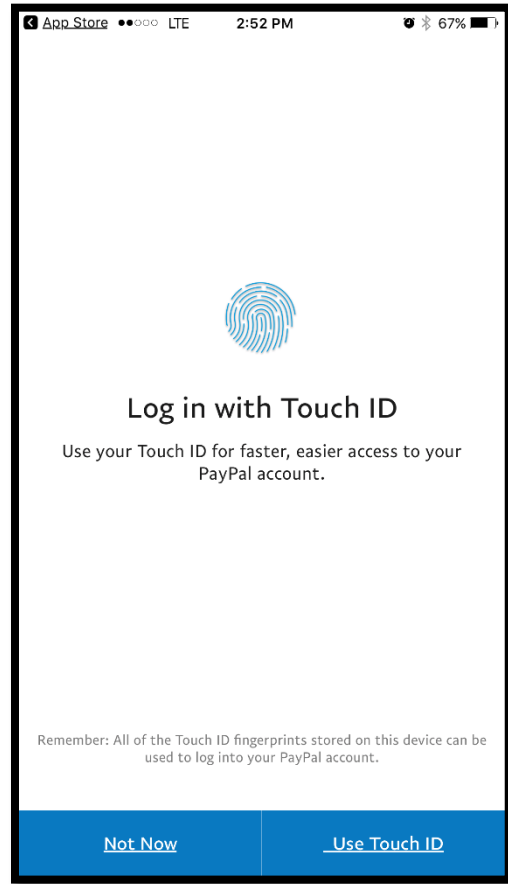 App Store LTE 2:52 PM 67%
Log in with Touch ID
Use your Touch ID for faster, easier access to your
PayPal account.
Remember: All of the Touch ID fingerprints stored on this device can be
used to log into your PayPal account.
Not Now Use Touch ID